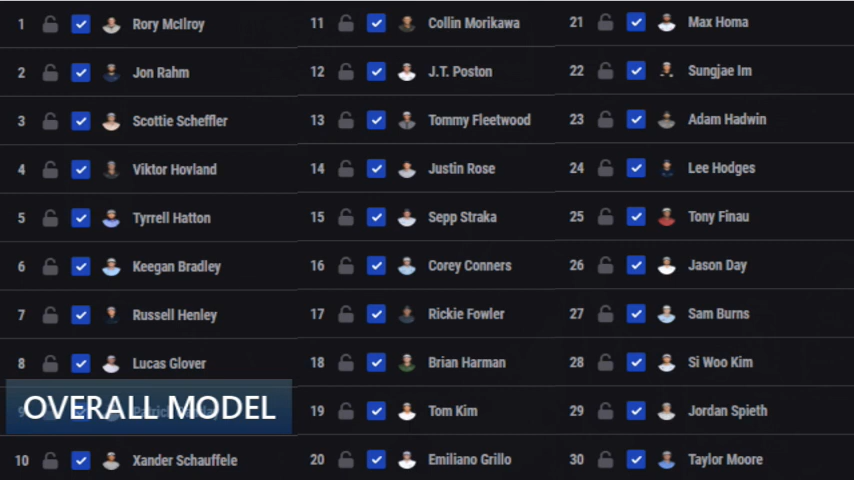 1 Rory McIlroy
2 Jon Rahm
3 Scottie Scheffler
4 Viktor Hovland
5 Tyrrell Hatton
6 Keegan Bradley
7 Russell Henley
8 Lucas Glover
OVERALL MODEL
10 Xander Schauffele
11 Collin Morikawa
12 J.T. Poston
13 Tommy Fleetwood
14 Justin Rose
15 Sepp Straka
16 Corey Conners
17 Rickie Fowler
18 Brian Harman
19 Tom Kim
20 Emiliano Grillo
21 Max Homa
22 Sungjae Im
23 Adam Hadwin
24 Lee Hodges
25 Tony Finau
26 Jason Day
27 Sam Burns
28 Si Woo Kim
29 Jordan Spieth
30 Taylor Moore